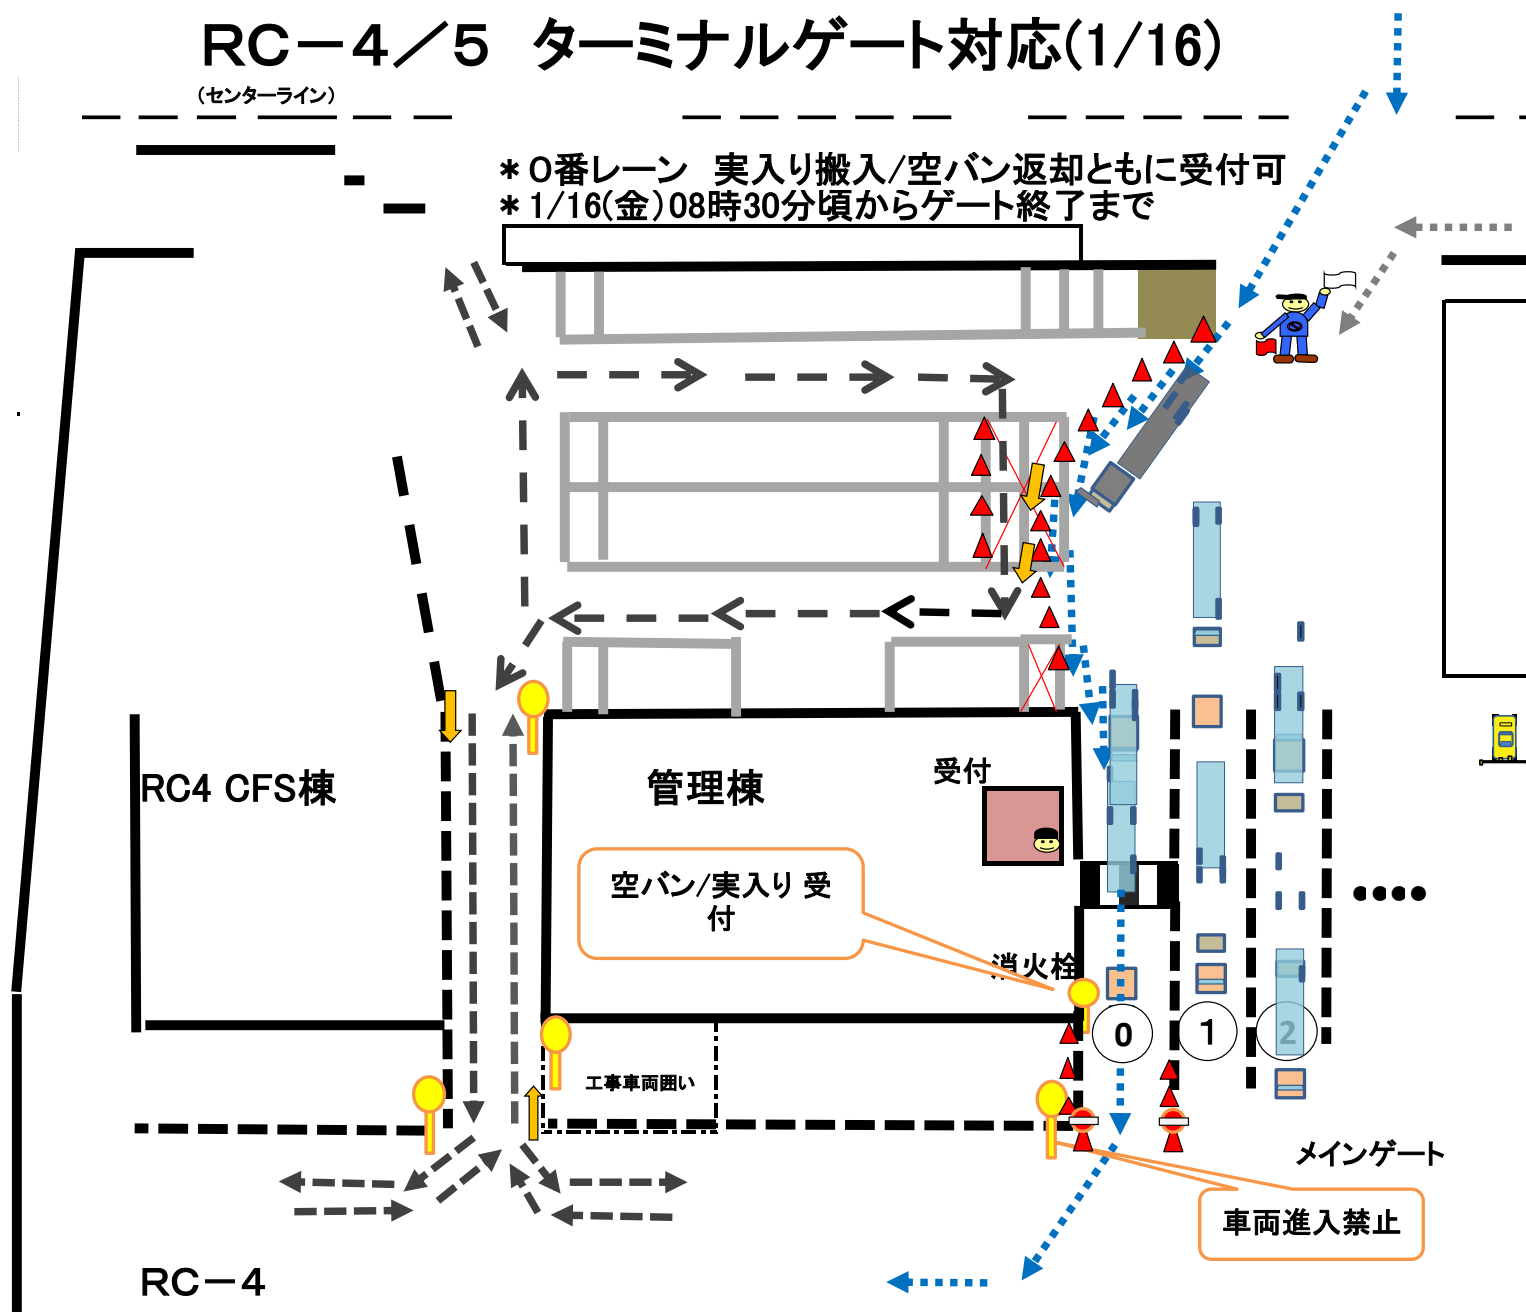 RC－4／5　ターミナルゲート対応(1/16)
(センターライン)
＊0番レーン　実入り搬入/空バン返却ともに受付可
＊1/16(金)08時30分頃からゲート終了まで
RC4 CFS棟
管理棟
受付
空バン/実入り 受
付
消火栓
0
1
2
工事車両囲い
メインゲート
車両進入禁止
RC－4